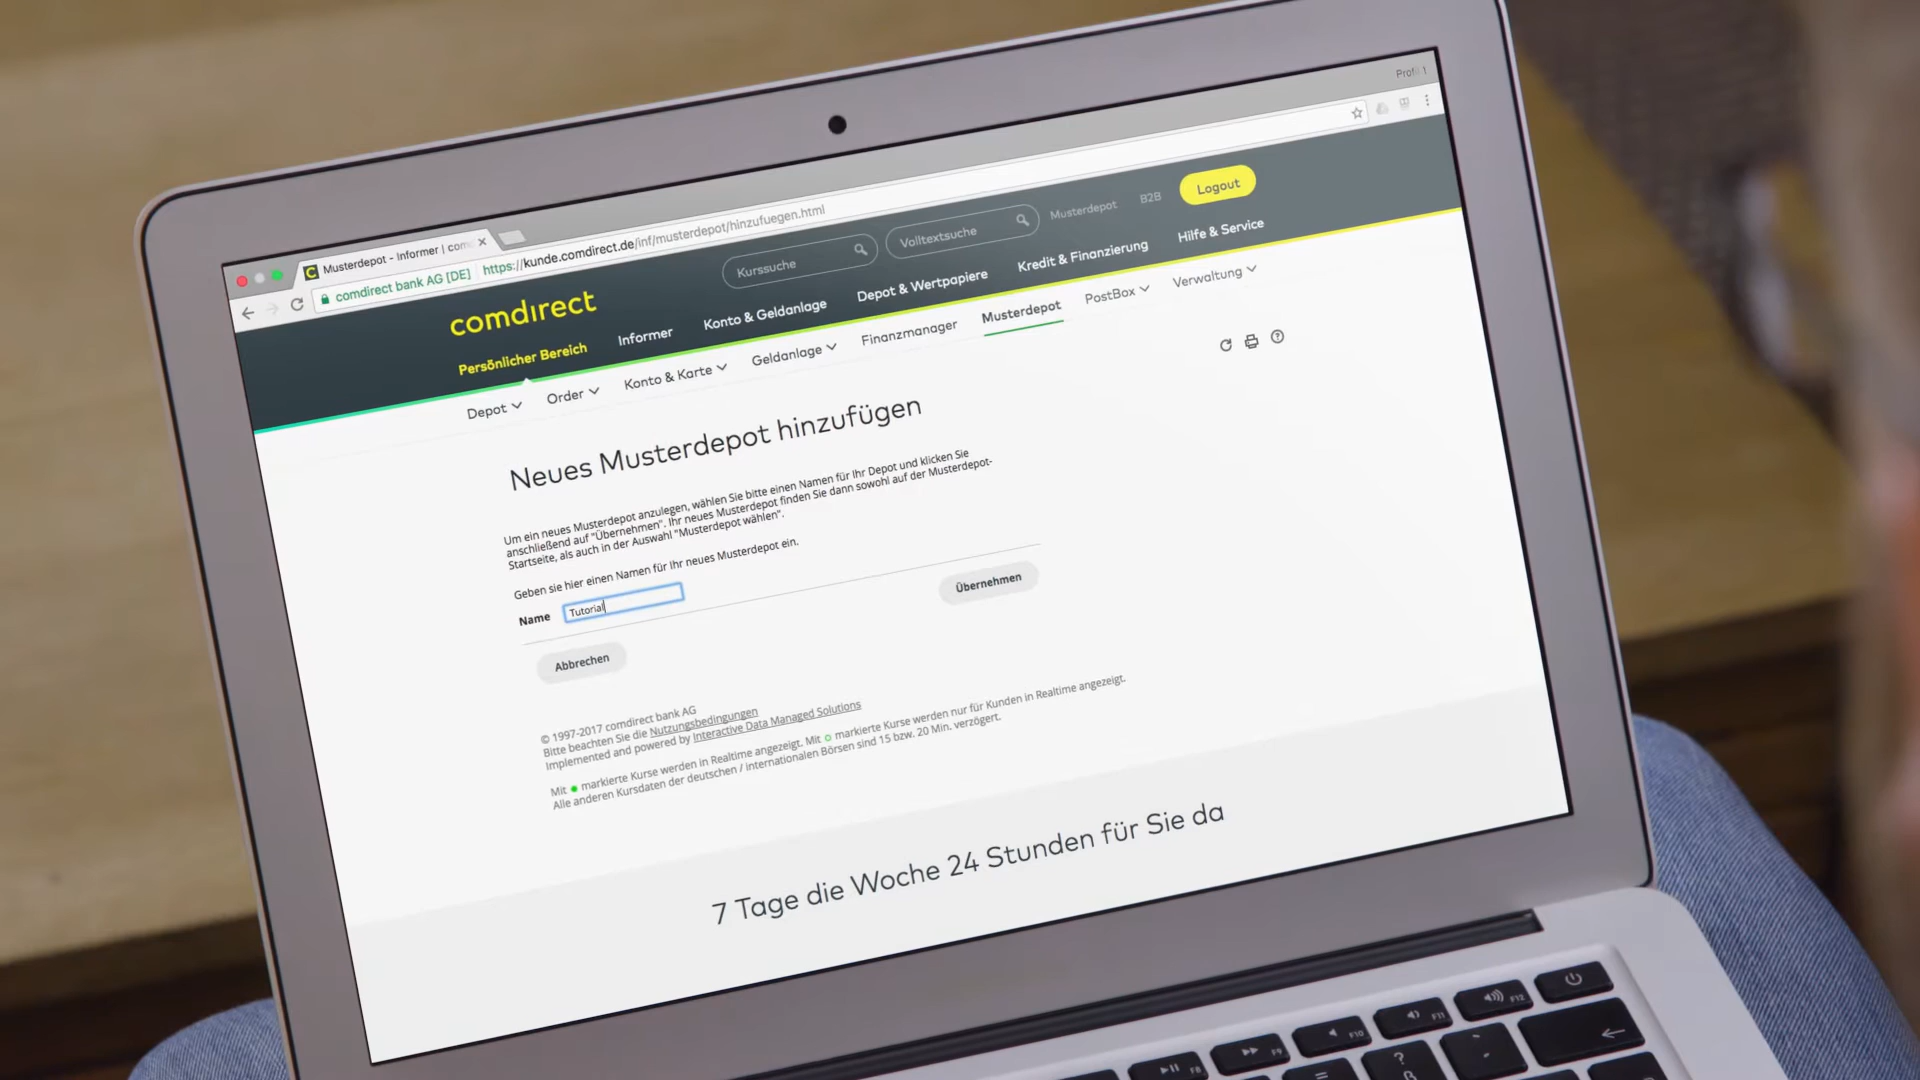 Profil 1
Musterdepot - Informer | com
comdirect bank AG [DE] | https://kunde.comdirect.de/inf/musterdepot/hinzufuegen.html
comdirect
Kurssuche
Volltextsuche
Musterdepot
B2B
Logout
Persönlicher Bereich
Informer
Konto & Geldanlage
Depot & Wertpapiere
Kredit & Finanzierung
Hilfe & Service
Depot
Order
Konto & Karte
Geldanlage
Finanzmanager
Musterdepot
PostBox
Verwaltung
Neues Musterdepot hinzufügen
Um ein neues Musterdepot anzulegen, wählen Sie bitte einen Namen für Ihr Depot und klicken Sie
anschließend auf "Übernehmen". Ihr neues Musterdepot finden Sie dann sowohl auf der Musterdepot-
Startseite, als auch in der Auswahl "Musterdepot wählen".
Geben sie hier einen Namen für Ihr neues Musterdepot ein.
Name
Tutorial
Übernehmen
Abbrechen
© 1997-2017 comdirect bank AG
Bitte beachten Sie die Nutzungsbedingungen
Implemented and powered by Interactive Data Managed Solutions
Mit markierte Kurse werden in Realtime angezeigt. Mit markierte Kurse werden nur für Kunden in Realtime angezeigt.
Alle anderen Kursdaten der deutschen / internationalen Börsen sind 15 bzw. 20 Min. verzögert.
7 Tage die Woche 24 Stunden für Sie da
F8
F9
F10
F11
F12
=
?
ß